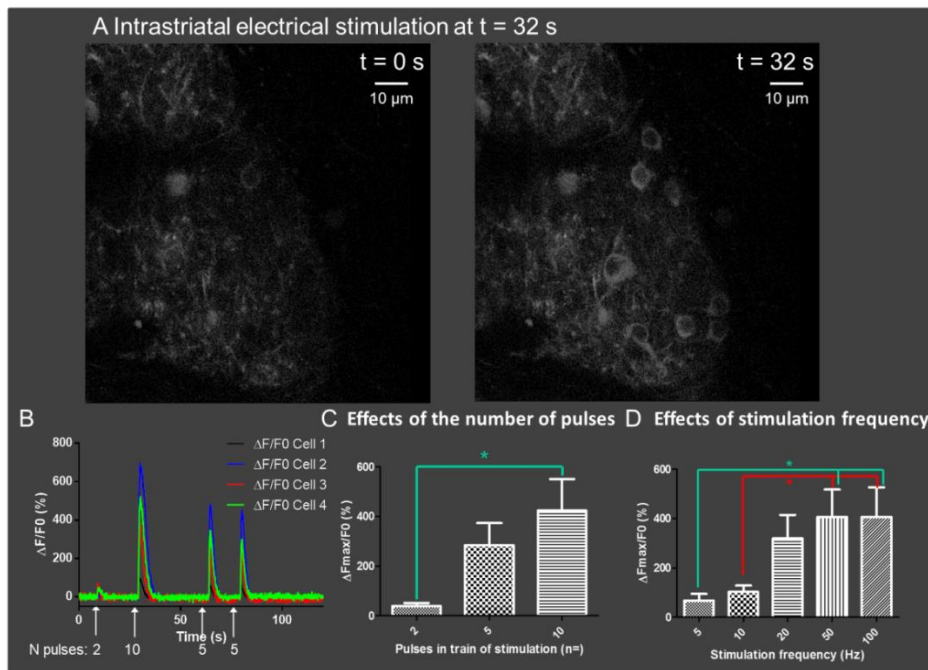 A Intrastriatal electrical stimulation at t = 32 s
t = 0 s
10 µm
t = 32 s
10 µm
B
800
600
400
200
0
ΔF/F0 (%)
ΔF/F0 Cell 1
ΔF/F0 Cell 2
ΔF/F0 Cell 3
ΔF/F0 Cell 4
0 50 100
Time (s)
N pulses: 2 10 5 5
C Effects of the number of pulses
*
600
400
200
0
ΔFmax/F0 (%)
2 5 10
Pulses in train of stimulation (n=)
D Effects of stimulation frequency
*
*
600
400
200
0
ΔFmax/F0 (%)
5 10 20 50 100
Stimulation frequency (Hz)